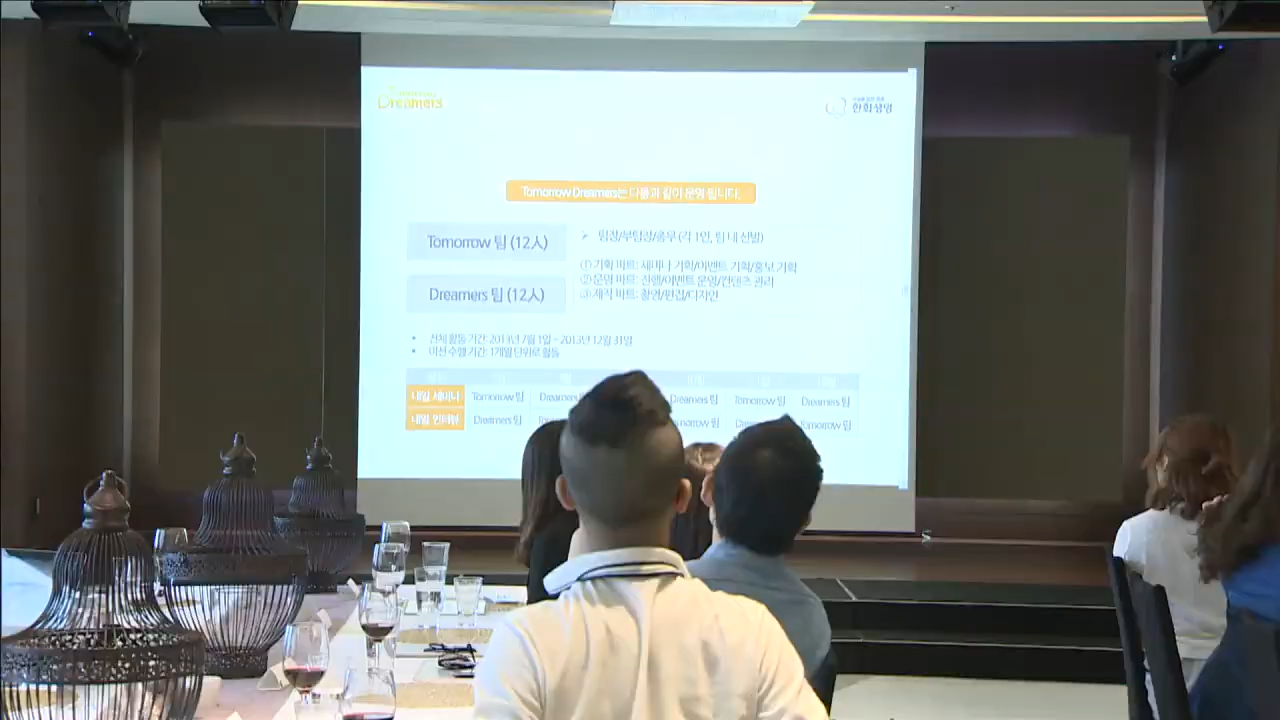 Dreamers
한화생명
Tomorrow Dreamers는 다음과 같이 운영 됩니다.
Tomorrow 팀 (12人)
➢ 팀장/부팀장/총무 (각 1인, 팀 내 선발)
① 기획 파트: 세미나 기획/이벤트 기획/홍보 기획
② 운영 파트: 진행/이벤트 운영/컨텐츠 관리
③ 제작 파트: 촬영/편집/디자인
Dreamers 팀 (12人)
• 전체 활동 기간: 2013년 7월 1일 ~ 2013년 12월 31일
• 미션 수행 기간: 1개월 단위로 활동
내일 세미나 Tomorrow 팀 Dreamers Dreamers 팀 Tomorrow 팀 Dreamers 팀
내일 인터뷰 Dreamers 팀 Tomorrow 팀